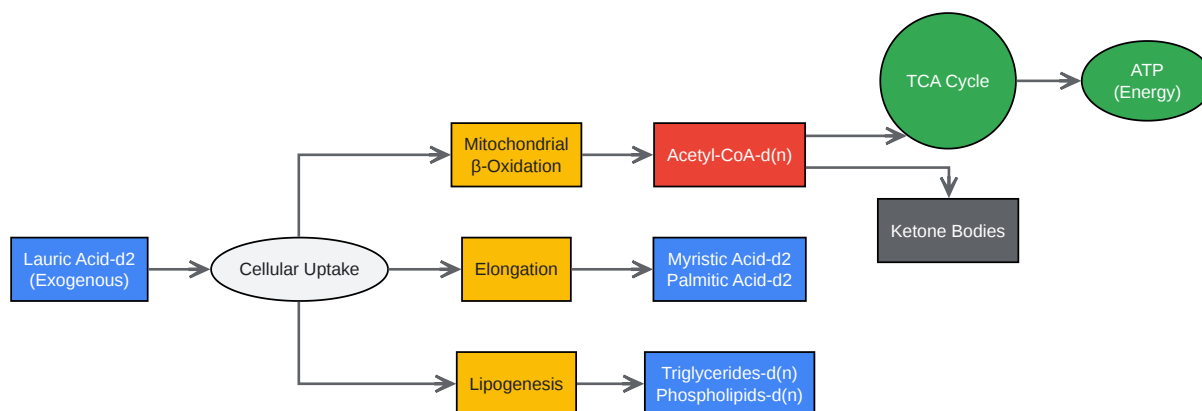 TCA Cycle
ATP
(Energy)
Mitochondrial
β-Oxidation
Acetyl-CoA-d(n)
Ketone Bodies
Lauric Acid-d2
(Exogenous)
Cellular Uptake
Elongation
Myristic Acid-d2
Palmitic Acid-d2
Lipogenesis
Triglycerides-d(n)
Phospholipids-d(n)